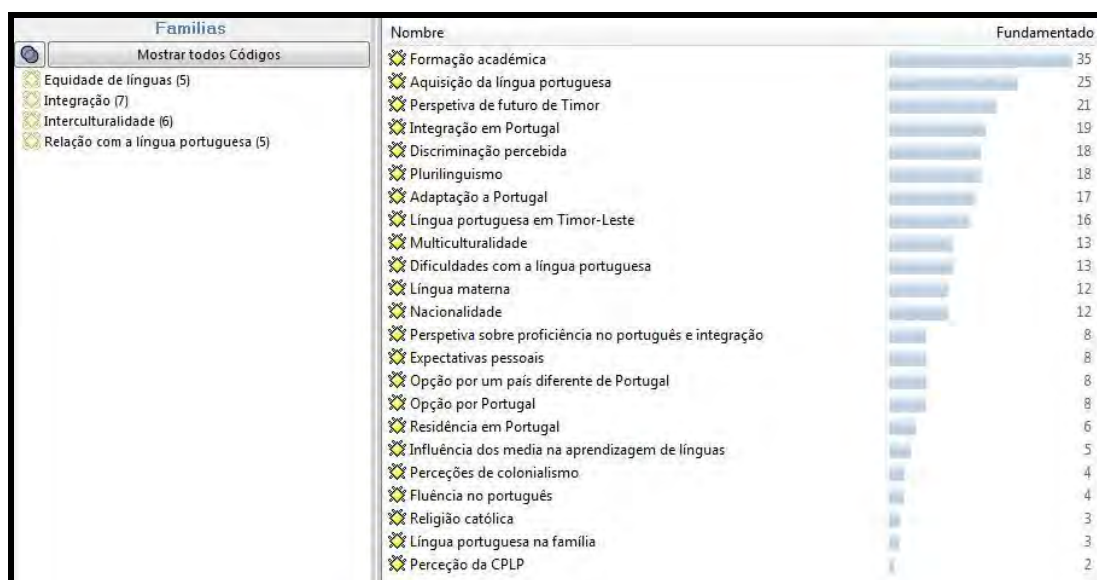 Familias
Mostrar todos Códigos
Equidade de línguas (5)
Integração (7)
Interculturalidade (6)
Relação com a língua portuguesa (5)
Nombre Fundamentado
Formação académica 35
Aquisição da língua portuguesa 25
Perspetiva de futuro de Timor 21
Integração em Portugal 19
Discriminação percebida 18
Plurilinguismo 18
Adaptação a Portugal 17
Língua portuguesa em Timor-Leste 16
Multiculturalidade 13
Dificuldades com a língua portuguesa 13
Língua materna 12
Nacionalidade 12
Perspetiva sobre proficiência no português e integração 8
Expectativas pessoais 8
Opção por um país diferente de Portugal 8
Opção por Portugal 8
Residência em Portugal 6
Influência dos media na aprendizagem de línguas 5
Perceções de colonialismo 4
Fluência no português 4
Religião católica 3
Língua portuguesa na família 3
Perceção da CPLP 2